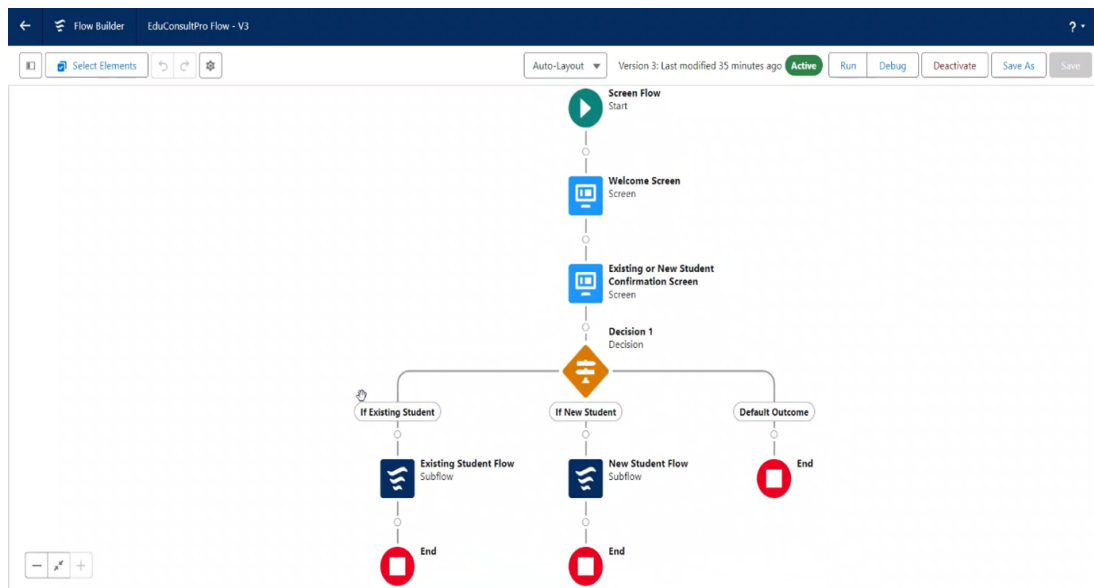 Flow Builder EduConsultPro Flow - V3 ?
Select Elements Auto-Layout Version 3: Last modified 35 minutes ago Active Run Debug Deactivate Save As Save
Screen Flow
Start
Welcome Screen
Screen
Existing or New Student
Confirmation Screen
Screen
Decision 1
Decision
If Existing Student If New Student Default Outcome
Existing Student Flow
Subflow
New Student Flow
Subflow
End
End
End